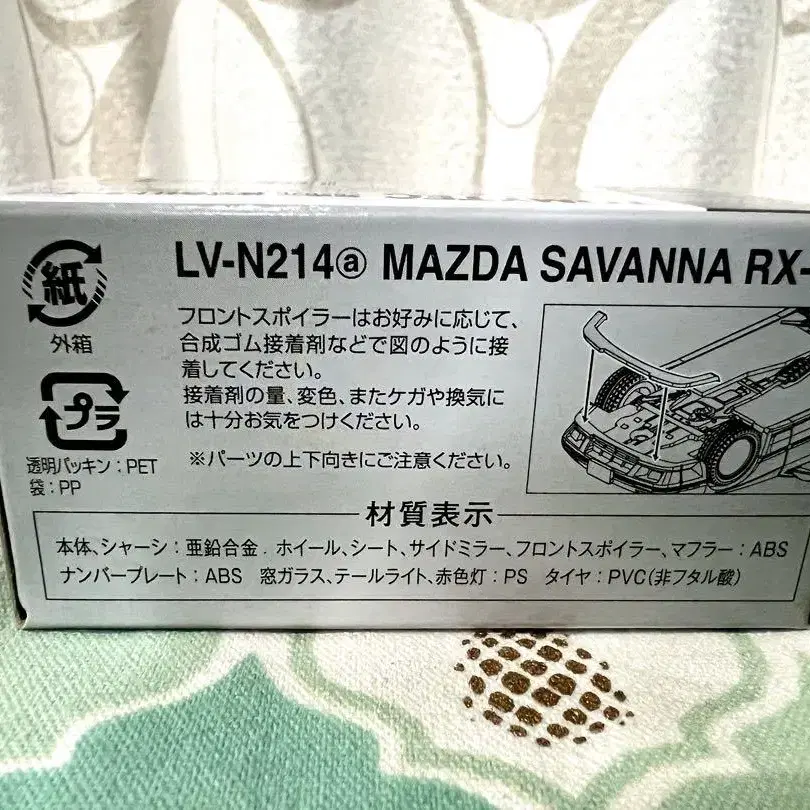 紙
外箱
プラ
透明パッキン：PET
袋：PP
LV-N214ⓐ MAZDA SAVANNA RX-
フロントスポイラーはお好みに応じて、
合成ゴム接着剤などで図のように接
着してください。
接着剤の量、変色、またケガや換気に
は十分お気をつけください。
※パーツの上下向きにご注意ください。
材質表示
本体、シャーシ：亜鉛合金．ホイール、シート、サイドミラー、フロントスポイラー、マフラー：ABS
ナンバープレート：ABS 窓ガラス、テールライト、赤色灯：PS タイヤ：PVC（非フタル酸）